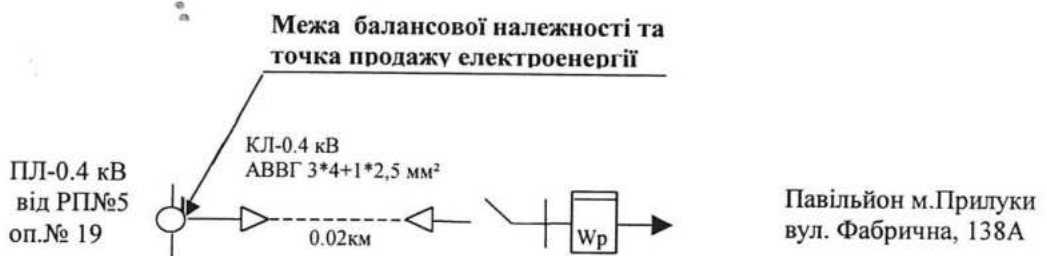 Межа балансової належності та
точка продажу електроенергії
КЛ-0.4 кВ
АВВГ 3*4+1*2,5 мм²
ПЛ-0.4 кВ
від РП№5
оп.№ 19
0.02км
Wp
Павільйон м.Прилуки
вул. Фабрична, 138А